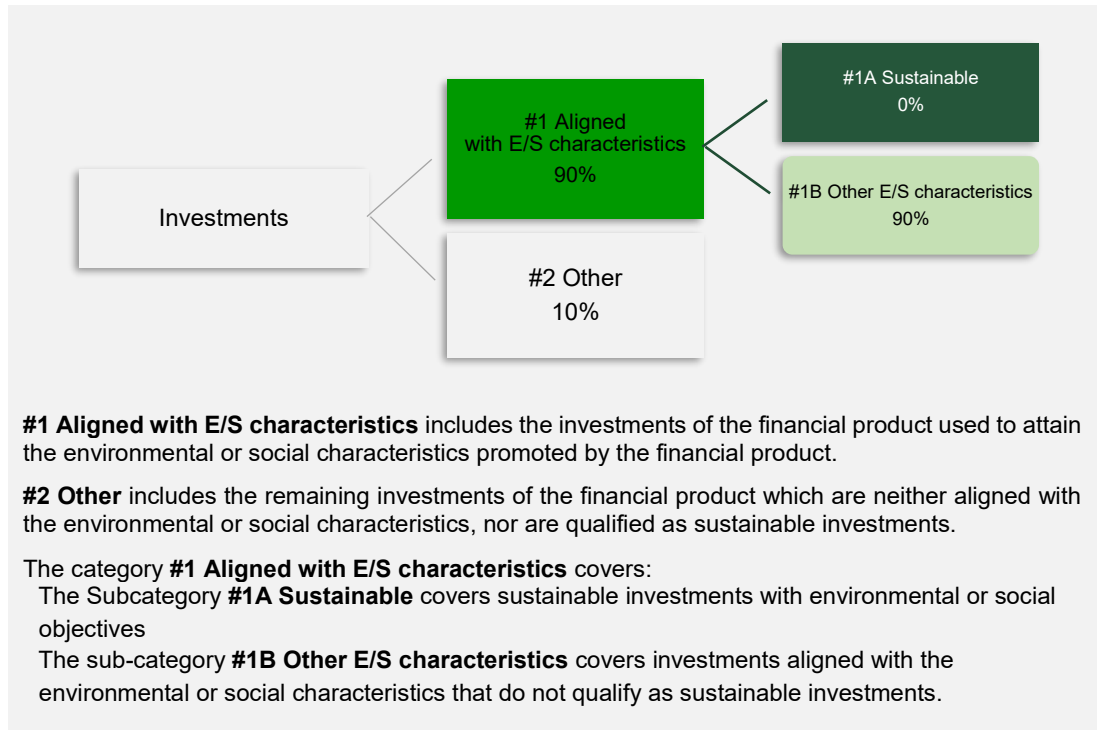 #1A Sustainable
0%
#1 Aligned
with E/S characteristics
90%
#1B Other E/S characteristics
90%
Investments
#2 Other
10%
#1 Aligned with E/S characteristics includes the investments of the financial product used to attain
the environmental or social characteristics promoted by the financial product.
#2 Other includes the remaining investments of the financial product which are neither aligned with
the environmental or social characteristics, nor are qualified as sustainable investments.
The category #1 Aligned with E/S characteristics covers:
The Subcategory #1A Sustainable covers sustainable investments with environmental or social
objectives
The sub-category #1B Other E/S characteristics covers investments aligned with the
environmental or social characteristics that do not qualify as sustainable investments.